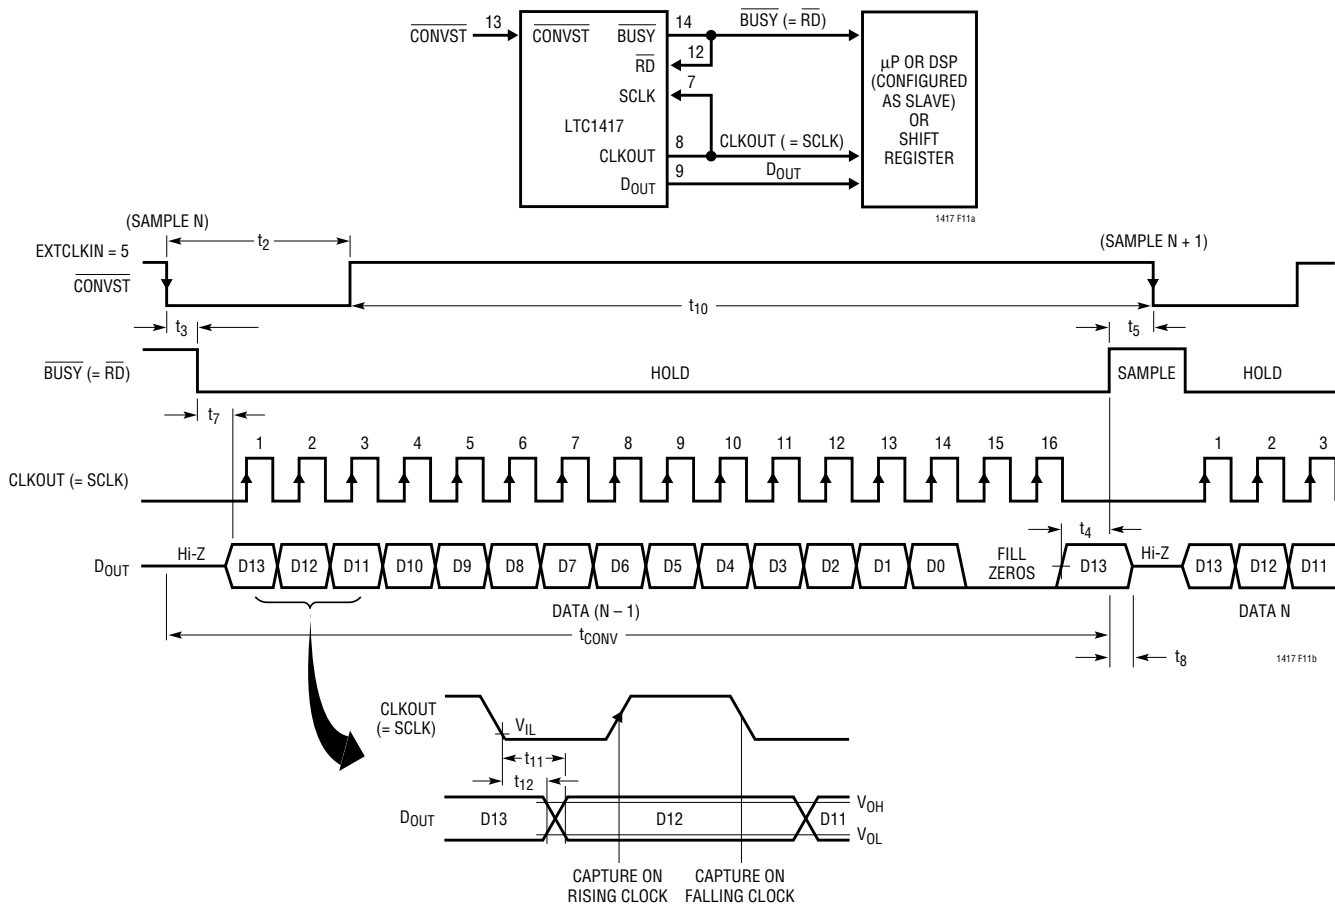 CONVST 13 CONVST BUSY 14 BUSY (= RD)
RD 12
SCLK 7
LTC1417
CLKOUT 8 CLKOUT ( = SCLK)
DOUT 9 DOUT
µP OR DSP
(CONFIGURED
AS SLAVE)
OR
SHIFT
REGISTER
1417 F11a
(SAMPLE N) (SAMPLE N + 1)
EXTCLKIN = 5 t2
CONVST
t10
t3 t5
BUSY (= RD) HOLD SAMPLE HOLD
t7
1 2 3 4 5 6 7 8 9 10 11 12 13 14 15 16 1 2 3
CLKOUT (= SCLK)
t4
DOUT Hi-Z D13 D12 D11 D10 D9 D8 D7 D6 D5 D4 D3 D2 D1 D0 FILL ZEROS D13 Hi-Z D13 D12 D11
DATA (N – 1) DATA N
tCONV
t8
1417 F11b
CLKOUT
(= SCLK)
VIL
t11
t12
DOUT D13 D12 D11
VOH
VOL
CAPTURE ON
RISING CLOCK
CAPTURE ON
FALLING CLOCK